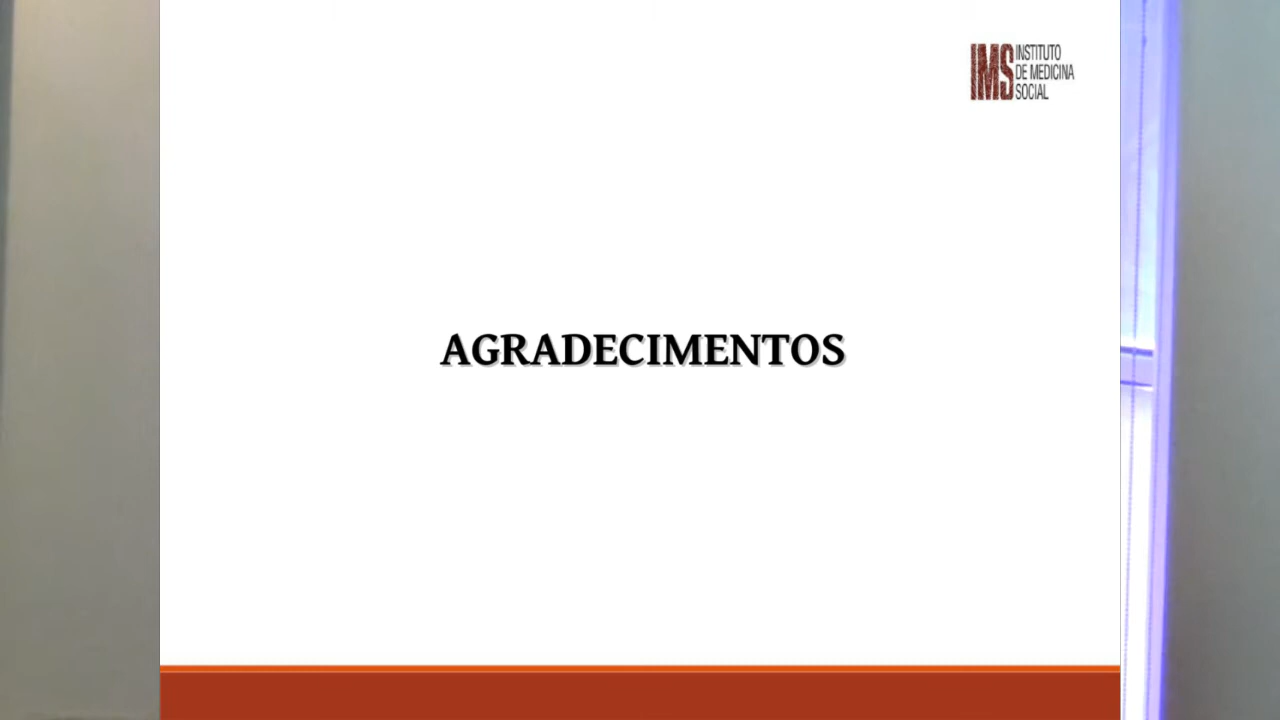 IMS
INSTITUTO
DE MEDICINA
SOCIAL
AGRADECIMENTOS